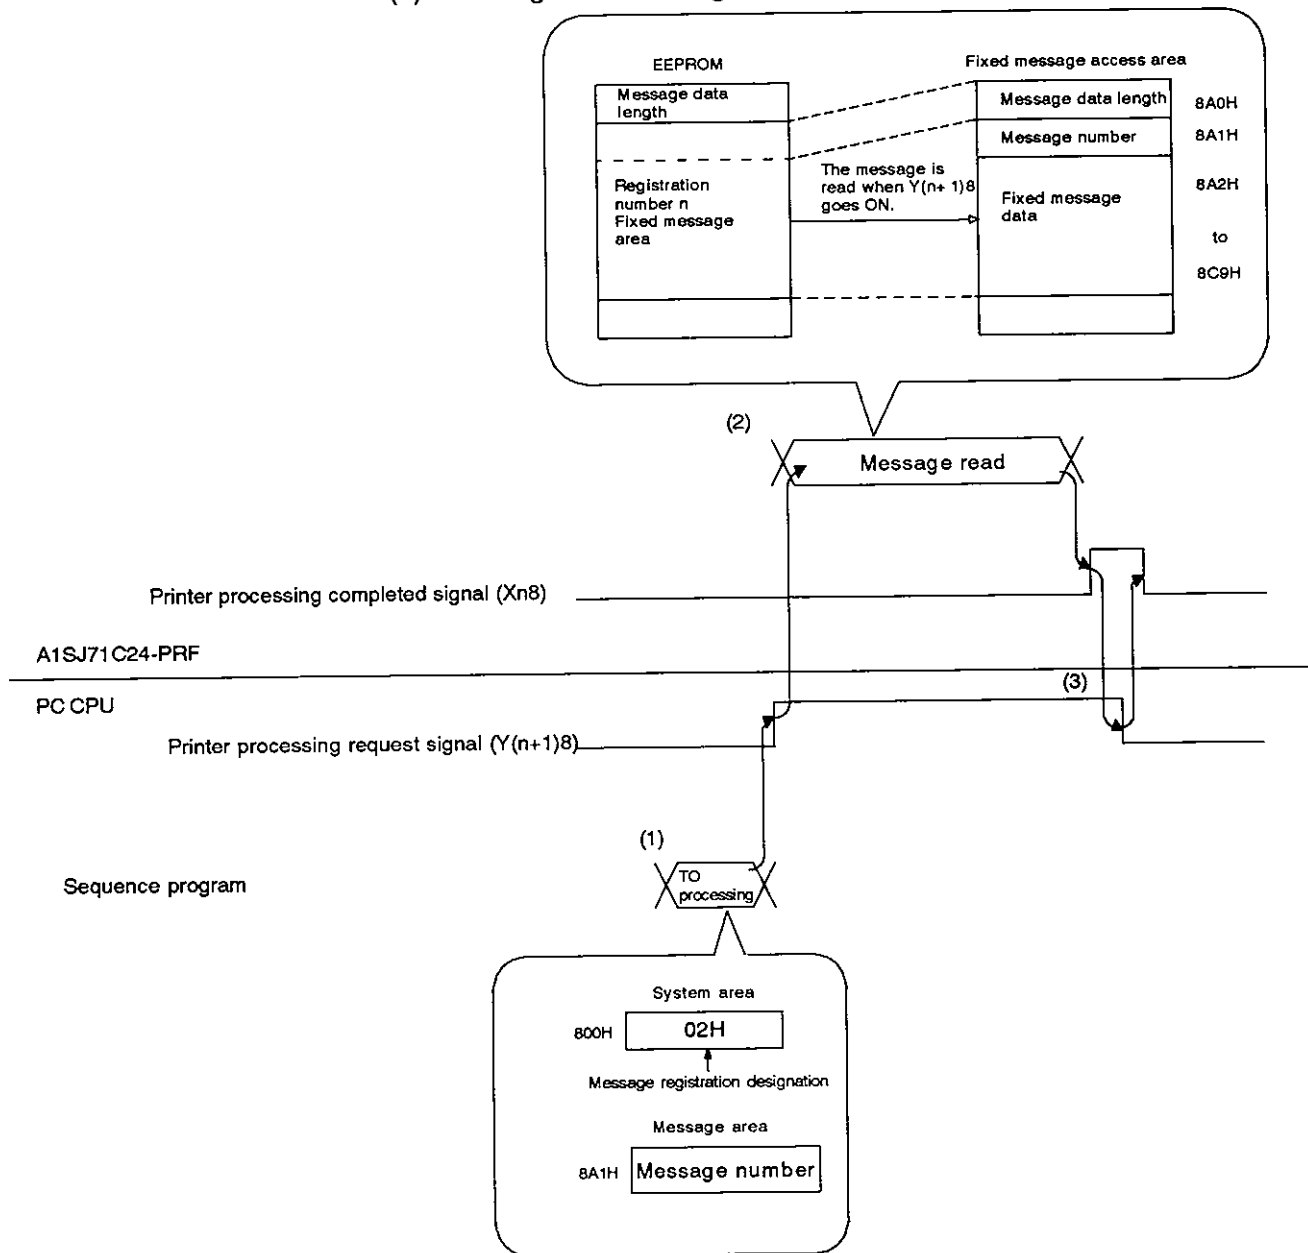 EEPROM
Fixed message access area
Message data
length
Message data length
8A0H
Message number
8A1H
Registration
number n
Fixed message
area
The message is
read when Y(n+ 1)8
goes ON.
Fixed message
data
8A2H
to
8C9H
(2)
Message read
Printer processing completed signal (Xn8)
A1SJ71C24-PRF
PC CPU
(3)
Printer processing request signal (Y(n+1)8)
(1)
Sequence program
TO
processing
System area
800H
02H
Message registration designation
Message area
8A1H
Message number